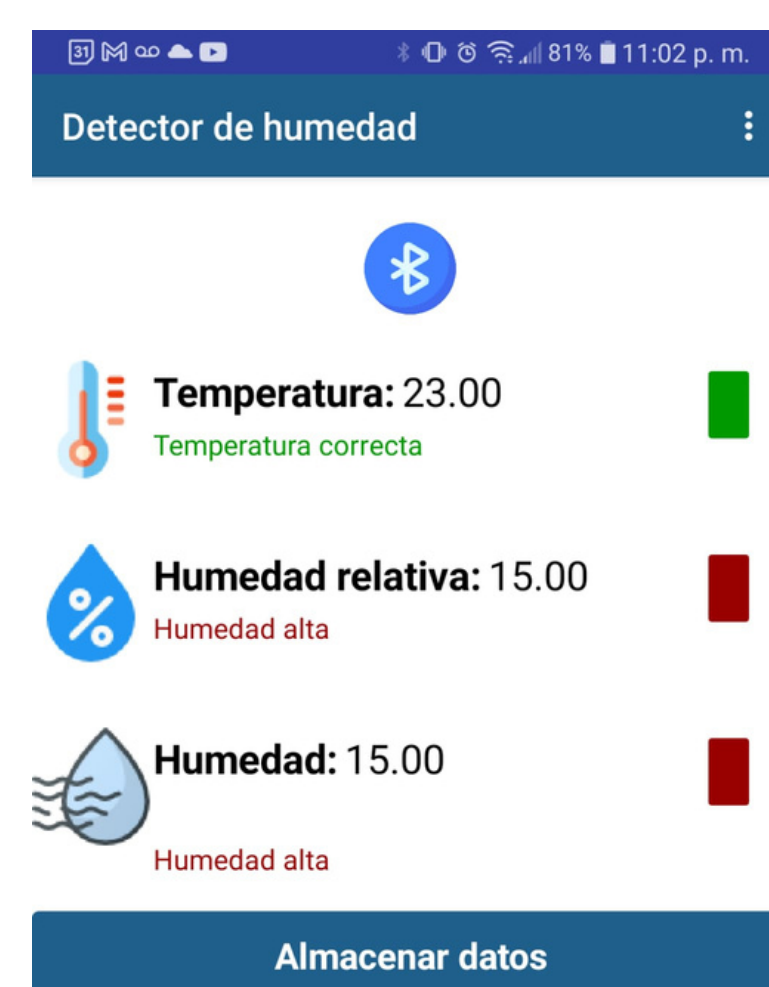 31 81% 11:02 p. m.
Detector de humedad
Temperatura: 23.00
Temperatura correcta
%
Humedad relativa: 15.00
Humedad alta
Humedad: 15.00
Humedad alta
Almacenar datos